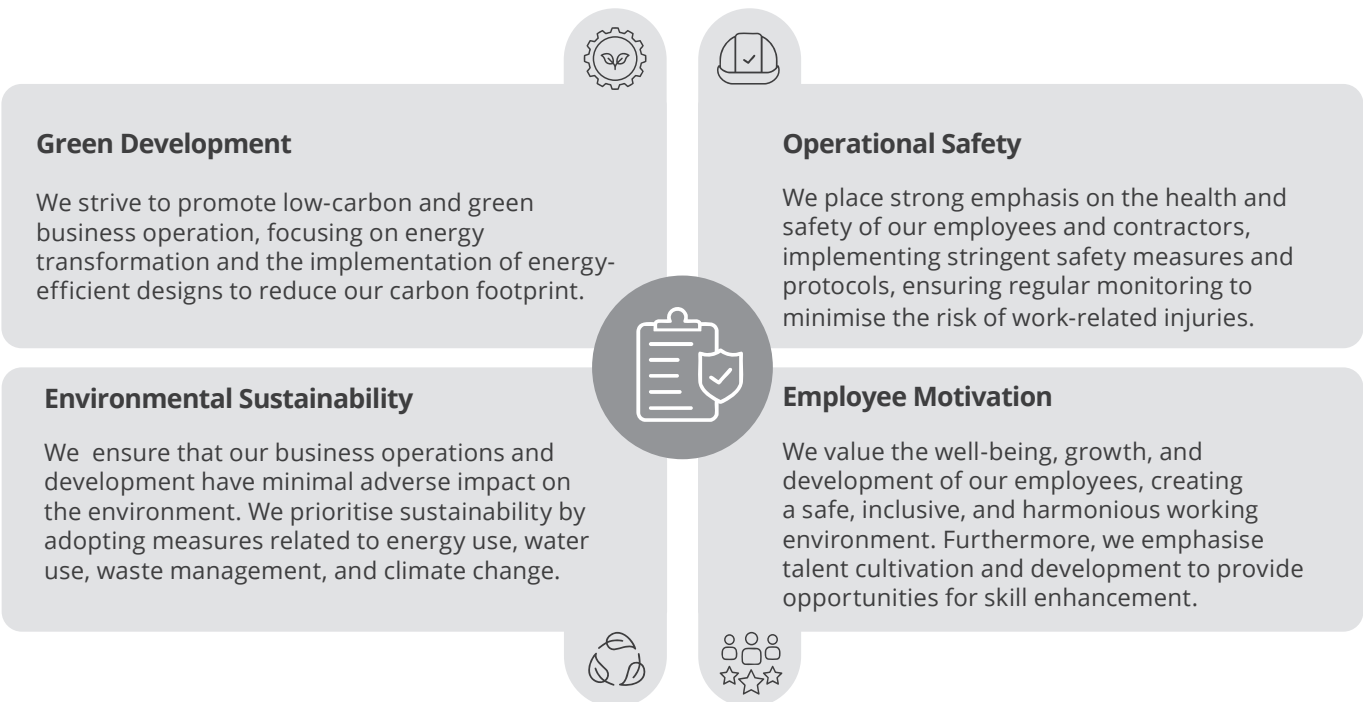 Green Development
We strive to promote low-carbon and green
business operation, focusing on energy
transformation and the implementation of energy-
efficient designs to reduce our carbon footprint.
Operational Safety
We place strong emphasis on the health and
safety of our employees and contractors,
implementing stringent safety measures and
protocols, ensuring regular monitoring to
minimise the risk of work-related injuries.
Environmental Sustainability
We  ensure that our business operations and
development have minimal adverse impact on
the environment. We prioritise sustainability by
adopting measures related to energy use, water
use, waste management, and climate change.
Employee Motivation
We value the well-being, growth, and
development of our employees, creating
a safe, inclusive, and harmonious working
environment. Furthermore, we emphasise
talent cultivation and development to provide
opportunities for skill enhancement.